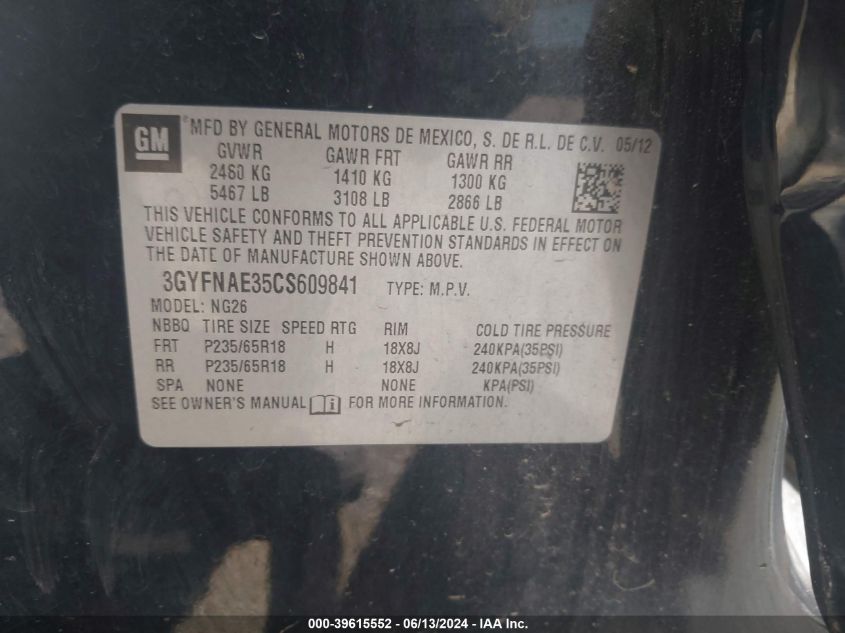 GM
®MFD BY GENERAL MOTORS DE MEXICO, S. DE R.L. DE C.V. 05/12
GVWR GAWR FRT GAWR RR
2480 KG 1410 KG 1300 KG
5467 LB 3108 LB 2866 LB
THIS VEHICLE CONFORMS TO ALL APPLICABLE U.S. FEDERAL MOTOR
VEHICLE SAFETY AND THEFT PREVENTION STANDARDS IN EFFECT ON
THE DATE OF MANUFACTURE SHOWN ABOVE.
3GYFNAE35CS609841 TYPE: M.P.V.
MODEL: NG26
NBBQ TIRE SIZE SPEED RTG RIM COLD TIRE PRESSURE
FRT P235/65R18 H 18X8J 240KPA(35PSI)
RR P235/65R18 H 18X8J 240KPA(35PSI)
SPA NONE NONE KPA(PSI)
SEE OWNER'S MANUAL i FOR MORE INFORMATION.
000-39615552 - 06/13/2024 - IAA Inc.